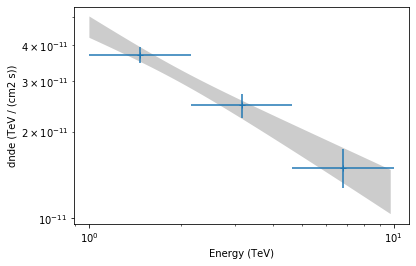 dnde (TeV / (cm2 s))
4 × 10⁻¹¹
3 × 10⁻¹¹
2 × 10⁻¹¹
10⁻¹¹
10⁰
10¹
Energy (TeV)